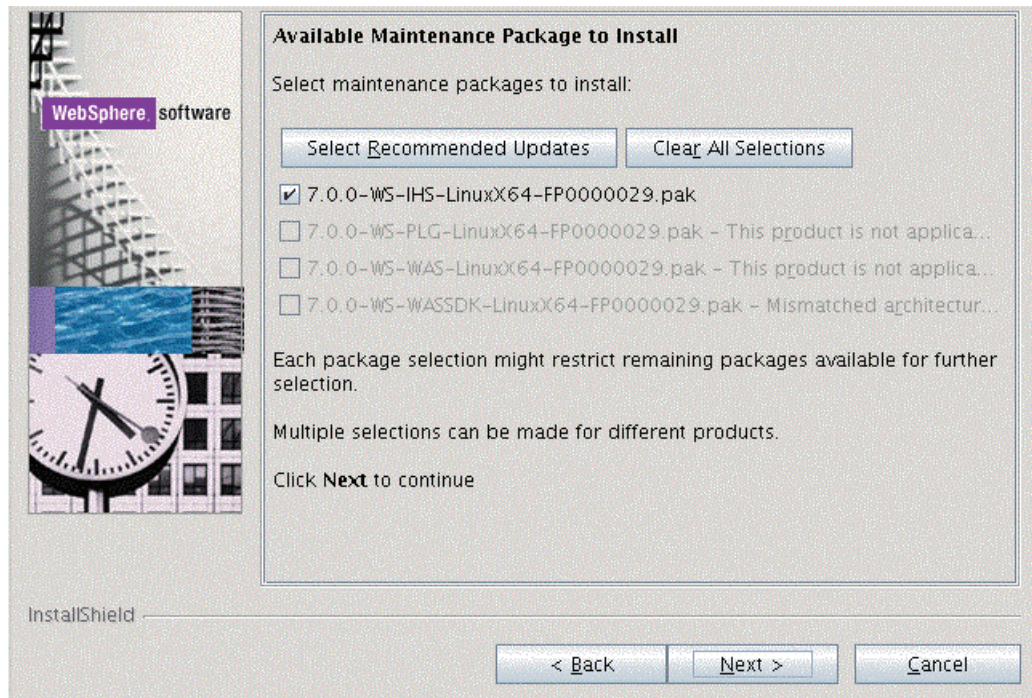 Available Maintenance Package to Install
Select maintenance packages to install:
WebSphere software
Select Recommended Updates
Clear All Selections
7.0.0-WS-IHS-LinuxX64-FP0000029.pak
7.0.0-WS-PLG-LinuxX64-FP0000029.pak - This product is not applica...
7.0.0-WS-WAS-LinuxX64-FP0000029.pak - This product is not applica...
7.0.0-WS-WASSDK-LinuxX64-FP0000029.pak - Mismatched architectur...
Each package selection might restrict remaining packages available for further
selection.
Multiple selections can be made for different products.
Click Next to continue
InstallShield
< Back
Next >
Cancel